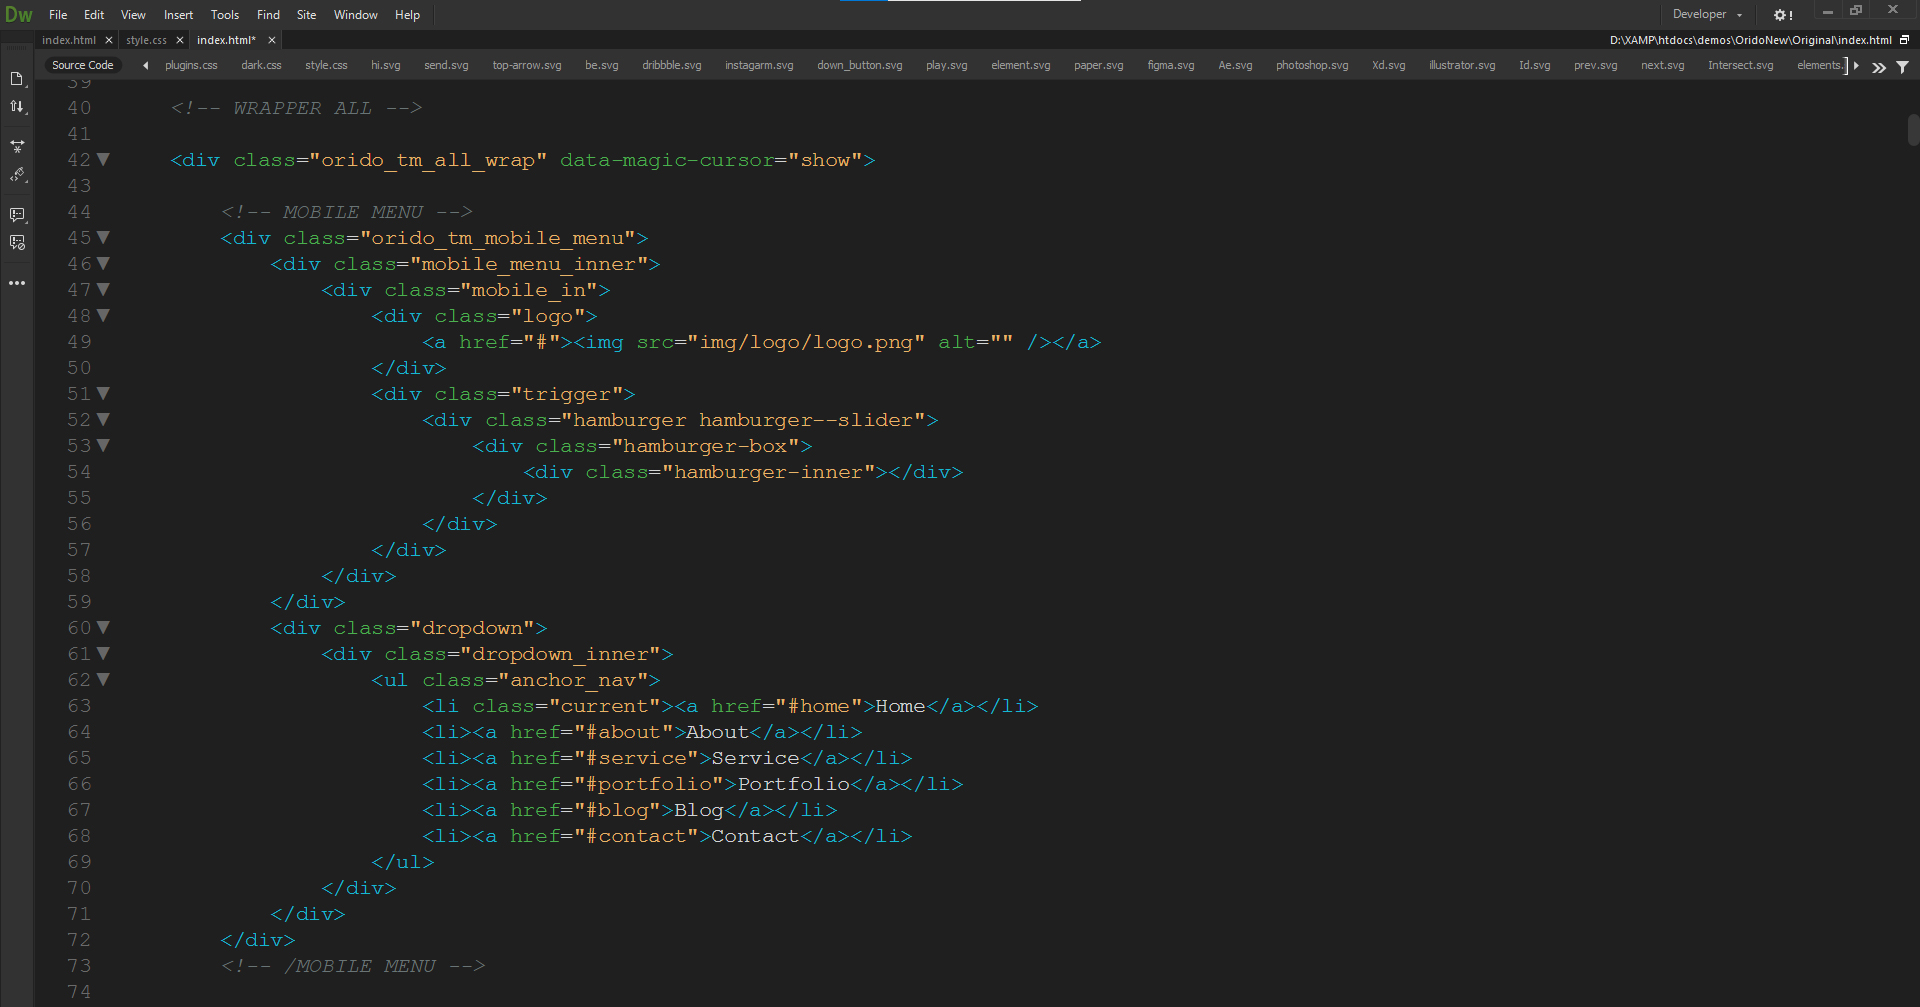 Dw File Edit View Insert Tools Find Site Window Help Developer
index.html × style.css × index.html* × D:\XAMP\htdocs\demos\OridoNew\Original\index.html
Source Code plugins.css dark.css style.css hi.svg send.svg top-arrow.svg be.svg dribbble.svg instagarm.svg down_button.svg play.svg element.svg paper.svg figma.svg Ae.svg photoshop.svg Xd.svg illustrator.svg Id.svg prev.svg next.svg Intersect.svg elements.
39
40 <!-- WRAPPER ALL -->
41
42 <div class="orido_tm_all_wrap" data-magic-cursor="show">
43
44 <!-- MOBILE MENU -->
45 <div class="orido_tm_mobile_menu">
46 <div class="mobile_menu_inner">
47 <div class="mobile_in">
48 <div class="logo">
49 <a href="#"><img src="img/logo/logo.png" alt="" /></a>
50 </div>
51 <div class="trigger">
52 <div class="hamburger hamburger--slider">
53 <div class="hamburger-box">
54 <div class="hamburger-inner"></div>
55 </div>
56 </div>
57 </div>
58 </div>
59 </div>
60 <div class="dropdown">
61 <div class="dropdown_inner">
62 <ul class="anchor_nav">
63 <li class="current"><a href="#home">Home</a></li>
64 <li><a href="#about">About</a></li>
65 <li><a href="#service">Service</a></li>
66 <li><a href="#portfolio">Portfolio</a></li>
67 <li><a href="#blog">Blog</a></li>
68 <li><a href="#contact">Contact</a></li>
69 </ul>
70 </div>
71 </div>
72 </div>
73 <!-- /MOBILE MENU -->
74